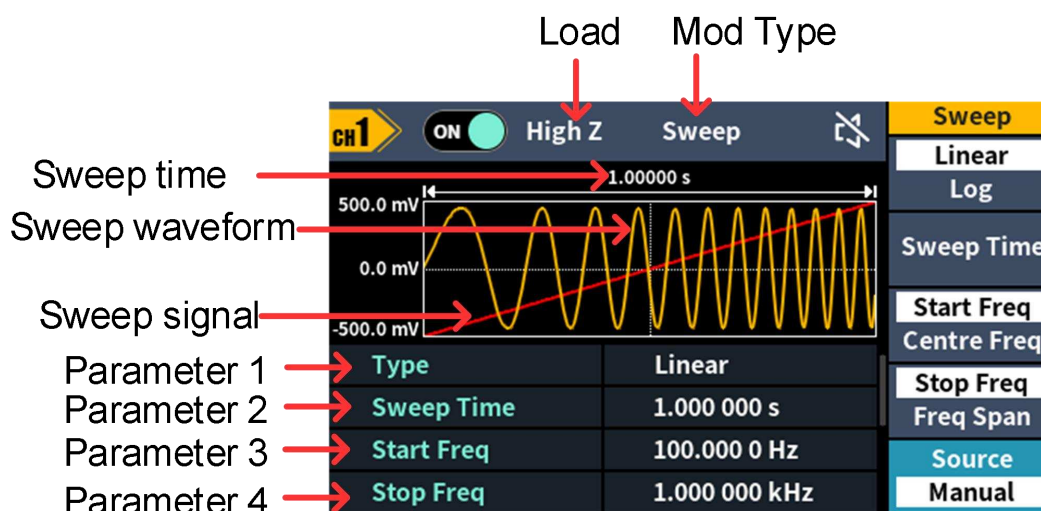 Load Mod Type
CH1 ON High Z Sweep
Sweep
Linear
Log
Sweep Time
Start Freq
Centre Freq
Stop Freq
Freq Span
Source
Manual
Sweep time
1.00000 s
Sweep waveform
500.0 mV
0.0 mV
Sweep signal
-500.0 mV
Parameter 1 Type Linear
Parameter 2 Sweep Time 1.000 000 s
Parameter 3 Start Freq 100.000 0 Hz
Parameter 4 Stop Freq 1.000 000 kHz